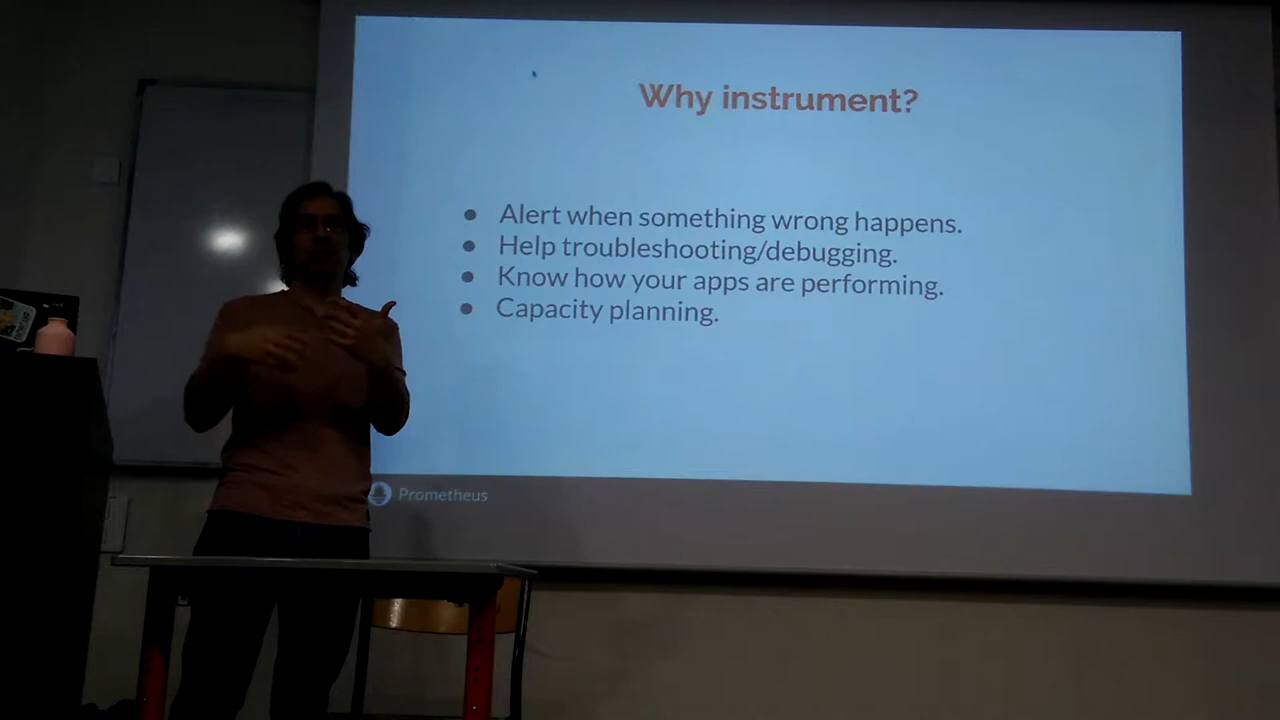 Why instrument?
● Alert when something wrong happens.
● Help troubleshooting/debugging.
● Know how your apps are performing.
● Capacity planning.
Prometheus